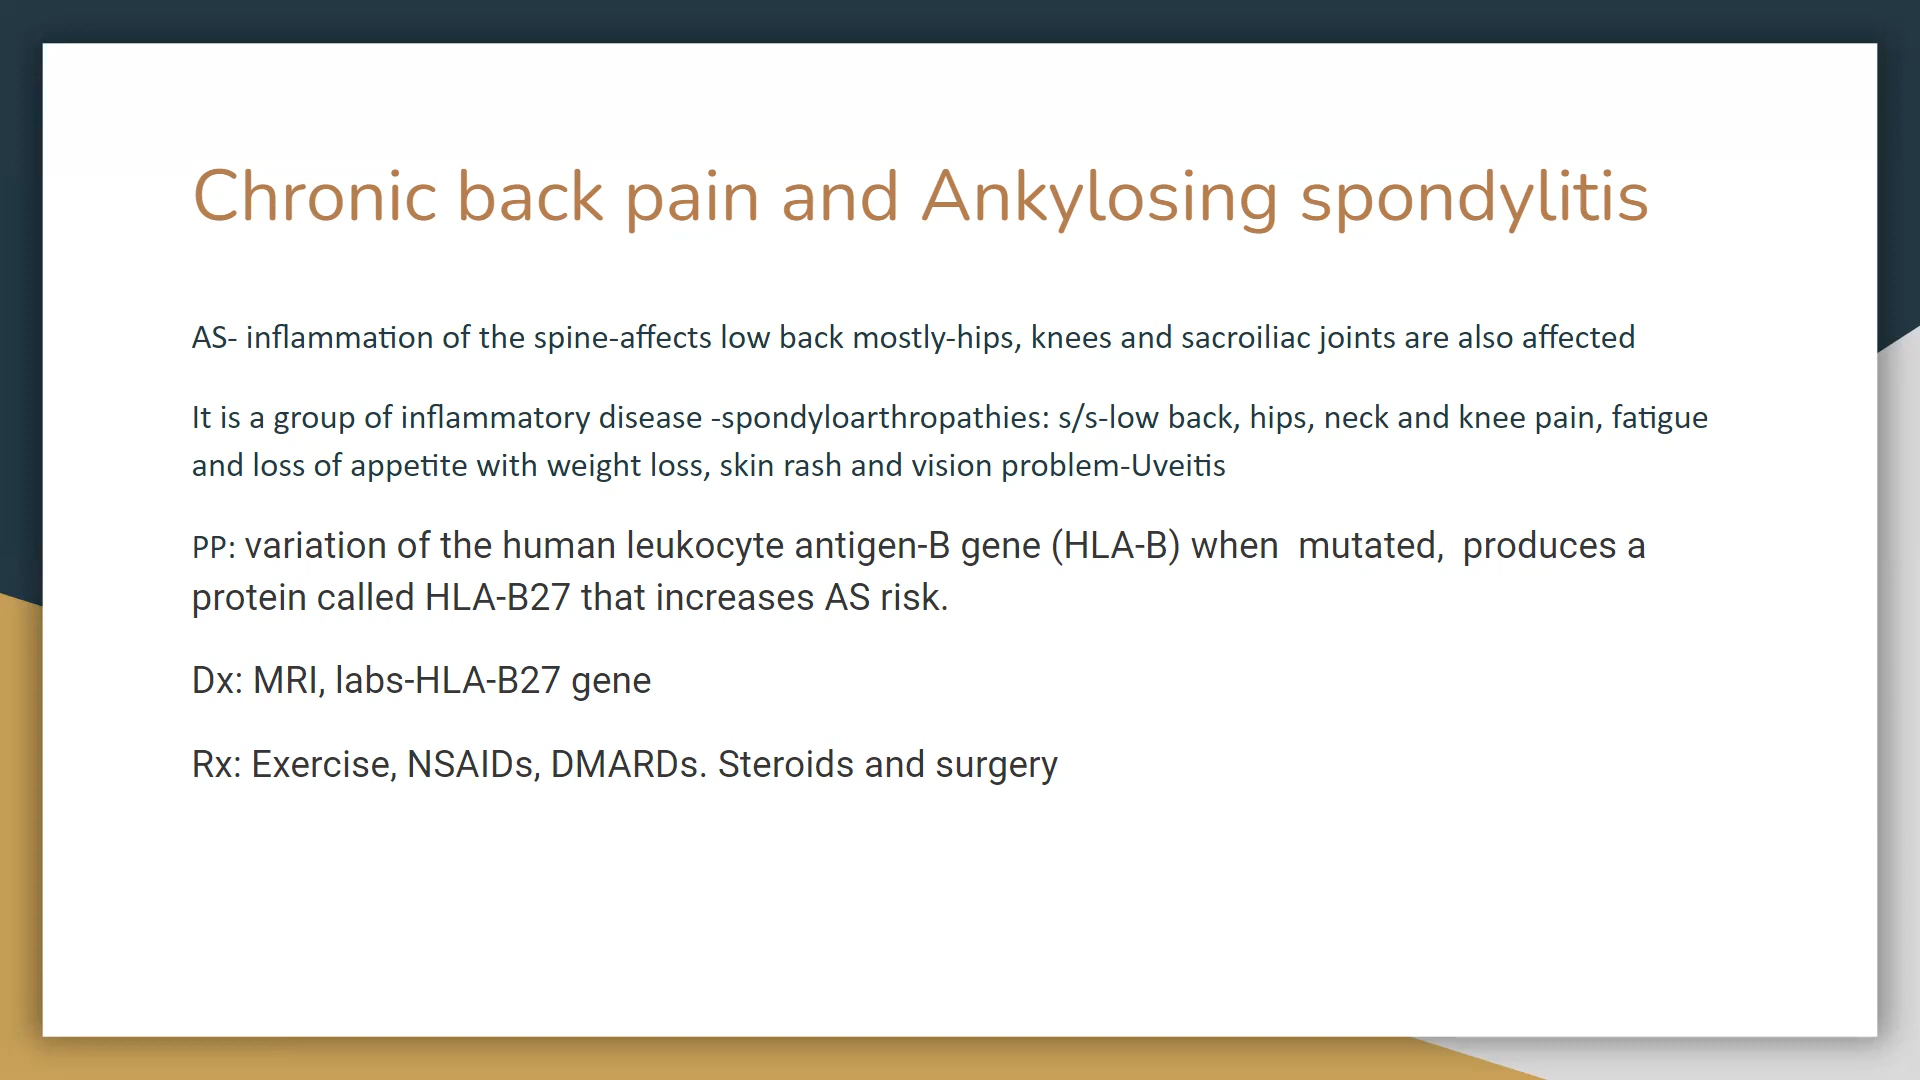 Chronic back pain and Ankylosing spondylitis
AS- inflammation of the spine-affects low back mostly-hips, knees and sacroiliac joints are also affected
It is a group of inflammatory disease -spondyloarthropathies: s/s-low back, hips, neck and knee pain, fatigue
and loss of appetite with weight loss, skin rash and vision problem-Uveitis
PP: variation of the human leukocyte antigen-B gene (HLA-B) when  mutated,  produces a
protein called HLA-B27 that increases AS risk.
Dx: MRI, labs-HLA-B27 gene
Rx: Exercise, NSAIDs, DMARDs. Steroids and surgery